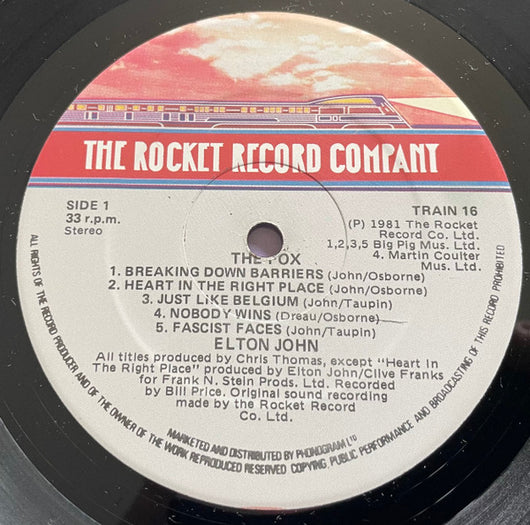 THE ROCKET RECORD COMPANY
SIDE 1
33 r.p.m.
Stereo
TRAIN 16
(P) 1981 The Rocket
Record Co. Ltd.
1,2,3,5 Big Pig Mus. Ltd.
4. Martin Coulter
Mus. Ltd.
THE FOX
1. BREAKING DOWN BARRIERS (John/Osborne)
2. HEART IN THE RIGHT PLACE (John/Osborne)
3. JUST LIKE BELGIUM (John/Taupin)
4. NOBODY WINS (Dreau/Osborne)
5. FASCIST FACES (John/Taupin)
ELTON JOHN
All titles produced by Chris Thomas, except "Heart In
The Right Place" produced by Elton John/Clive Franks
for Frank N. Stein Prods. Ltd. Recorded
by Bill Price. Original sound recording
made by the Rocket Record
Co. Ltd.
MARKETED AND DISTRIBUTED BY PHONOGRAM LTD
ALL RIGHTS OF THE RECORD PRODUCER AND OF THE OWNER OF THE WORK REPRODUCED RESERVED COPYING, PUBLIC PERFORMANCE AND BROADCASTING OF THIS RECORD PROHIBITED